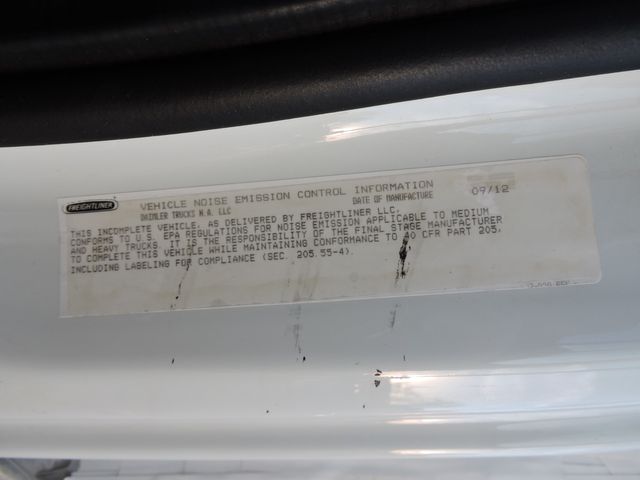 FREIGHTLINER
VEHICLE NOISE EMISSION CONTROL INFORMATION
DAIMLER TRUCKS N.A. LLC
DATE OF MANUFACTURE 09/12
THIS INCOMPLETE VEHICLE, AS DELIVERED BY FREIGHTLINER LLC,
CONFORMS TO U.S. EPA REGULATIONS FOR NOISE EMISSION APPLICABLE TO MEDIUM
AND HEAVY TRUCKS. IT IS THE RESPONSIBILITY OF THE FINAL STAGE MANUFACTURER
TO COMPLETE THIS VEHICLE WHILE MAINTAINING CONFORMANCE TO 40 CFR PART 205,
INCLUDING LABELING FOR COMPLIANCE (SEC. 205.55-4).